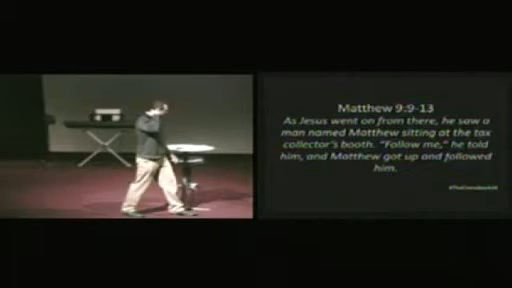 Matthew 9:9-13
As Jesus went on from there, he saw a
man named Matthew sitting at the tax
collector's booth. "Follow me," he told
him, and Matthew got up and followed
him.